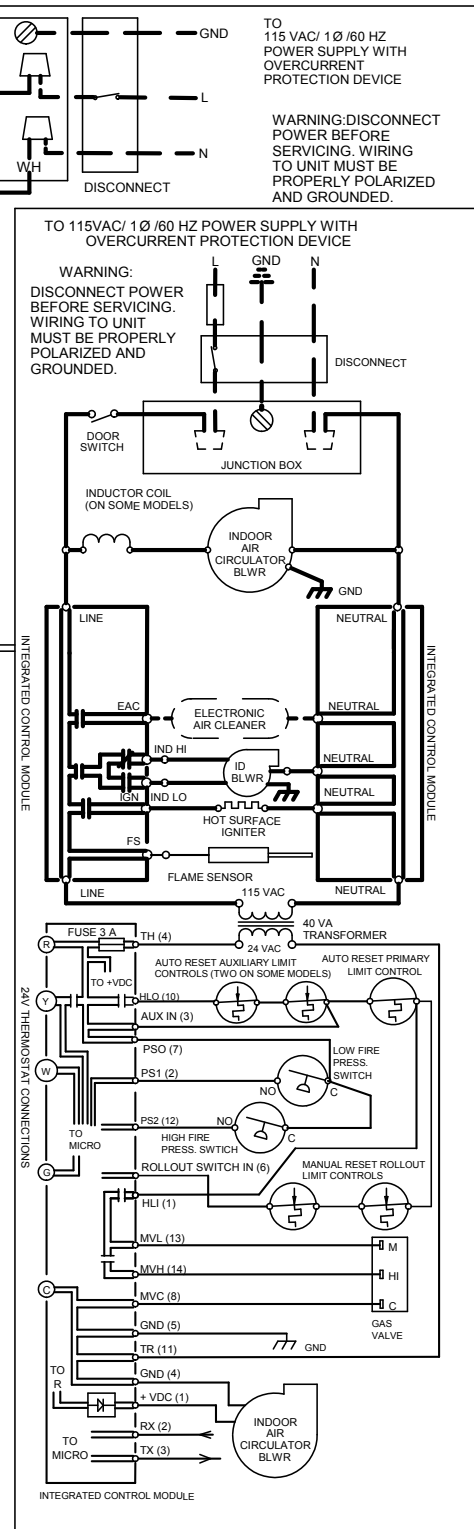 GND
TO
115 VAC/ 1 Ø /60 HZ
POWER SUPPLY WITH
OVERCURRENT
PROTECTION DEVICE
L
WARNING:DISCONNECT
POWER BEFORE
SERVICING. WIRING
TO UNIT MUST BE
PROPERLY POLARIZED
AND GROUNDED.
N
WH
DISCONNECT
TO 115VAC/ 1 Ø /60 HZ POWER SUPPLY WITH
OVERCURRENT PROTECTION DEVICE
WARNING:
DISCONNECT POWER
BEFORE SERVICING.
WIRING TO UNIT
MUST BE PROPERLY
POLARIZED AND
GROUNDED.
L
GND
N
DISCONNECT
DOOR
SWITCH
JUNCTION BOX
INDUCTOR COIL
(ON SOME MODELS)
INDOOR
AIR
CIRCULATOR
BLWR
GND
LINE
NEUTRAL
INTEGRATED CONTROL MODULE
INTEGRATED CONTROL MODULE
EAC
ELECTRONIC
AIR CLEANER
NEUTRAL
IND HI
ID
BLWR
NEUTRAL
IGN
IND LO
NEUTRAL
HOT SURFACE
IGNITER
FS
FLAME SENSOR
LINE
115 VAC
NEUTRAL
40 VA
TRANSFORMER
24 VAC
FUSE 3 A
TH (4)
R
AUTO RESET AUXILIARY LIMIT
CONTROLS (TWO ON SOME MODELS)
AUTO RESET PRIMARY
LIMIT CONTROL
TO +VDC
HLO (10)
Y
AUX IN (3)
24V THERMOSTAT CONNECTIONS
PSO (7)
LOW FIRE
PRESS.
SWITCH
W
PS1 (2)
NO
C
TO
MICRO
PS2 (12)
NO
C
HIGH FIRE
PRESS. SWTICH
G
ROLLOUT SWITCH IN (6)
MANUAL RESET ROLLOUT
LIMIT CONTROLS
HLI (1)
MVL (13)
M
MVH (14)
HI
C
MVC (8)
C
GAS
VALVE
GND (5)
GND
TR (11)
TO
R
GND (4)
+ VDC (1)
INDOOR
AIR
CIRCULATOR
BLWR
RX (2)
TO
MICRO
TX (3)
INTEGRATED CONTROL MODULE